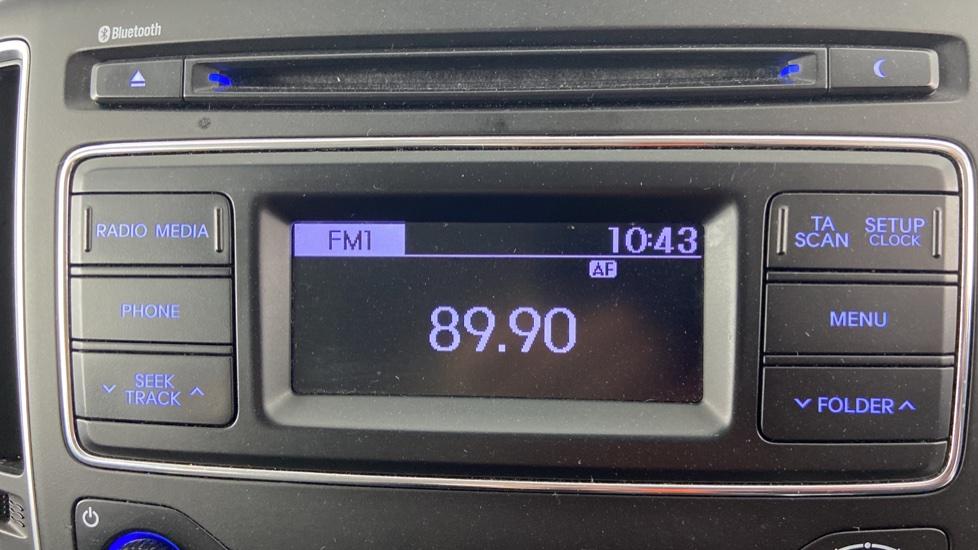 Bluetooth
RADIO MEDIA
PHONE
SEEK
TRACK
FM1 10:43
AF
89.90
TA
SCAN
SETUP
CLOCK
MENU
FOLDER